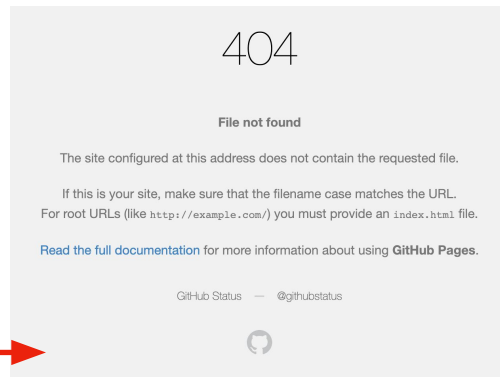 404
File not found
The site configured at this address does not contain the requested file.
If this is your site, make sure that the filename case matches the URL.
For root URLs (like http://example.com/) you must provide an index.html file.
Read the full documentation for more information about using GitHub Pages.
GitHub Status — @githubstatus